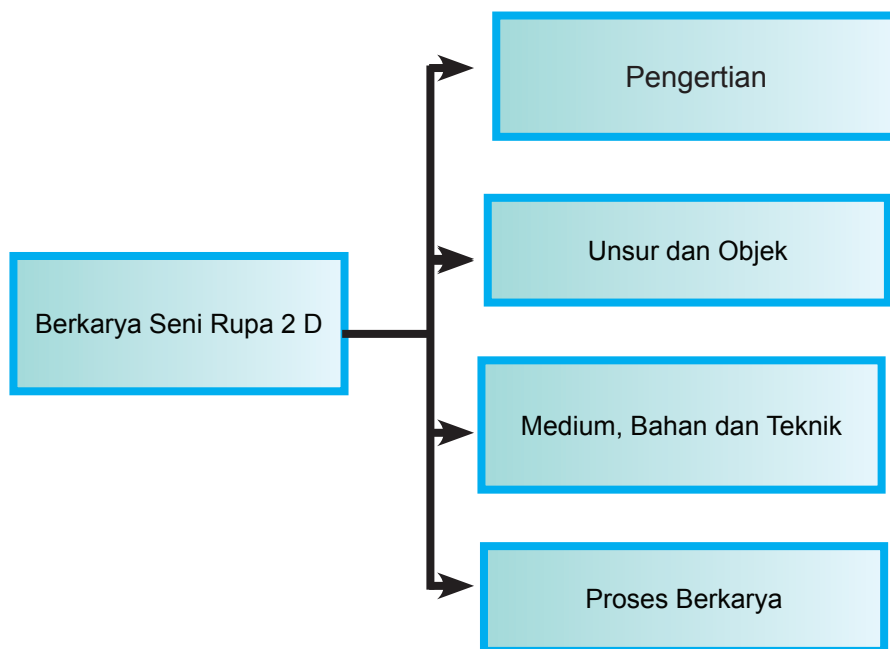 Pengertian
Unsur dan Objek
Berkarya Seni Rupa 2 D
Medium, Bahan dan Teknik
Proses Berkarya